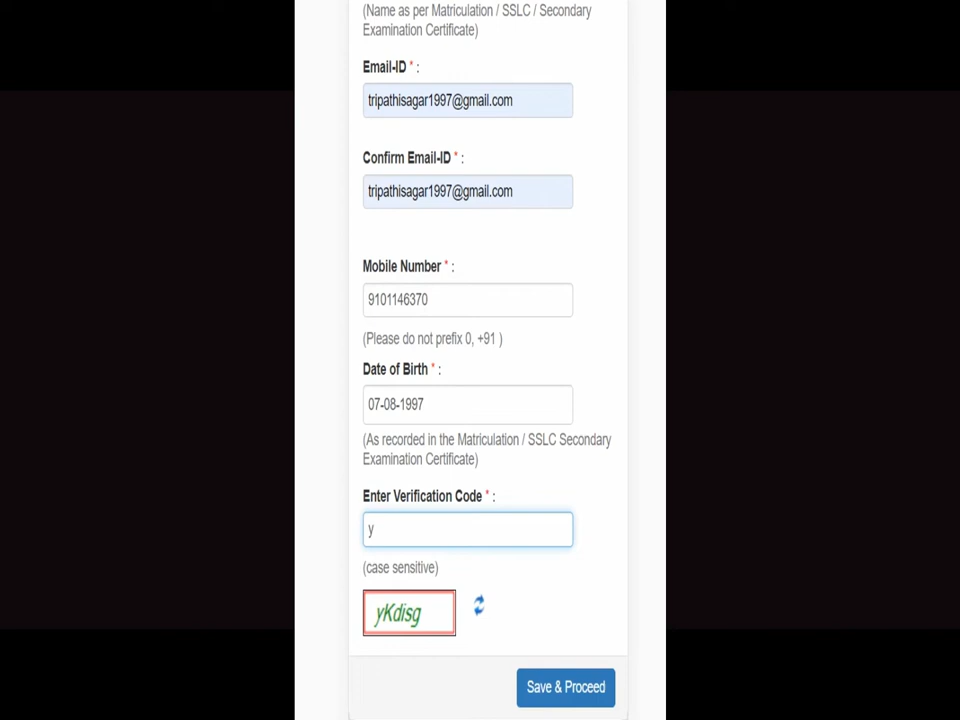 (Name as per Matriculation / SSLC / Secondary
Examination Certificate)
Email-ID * :
tripathisagar1997@gmail.com
Confirm Email-ID * :
tripathisagar1997@gmail.com
Mobile Number * :
9101146370
(Please do not prefix 0, +91 )
Date of Birth * :
07-08-1997
(As recorded in the Matriculation / SSLC Secondary
Examination Certificate)
Enter Verification Code * :
y
(case sensitive)
yKdisg
Save & Proceed